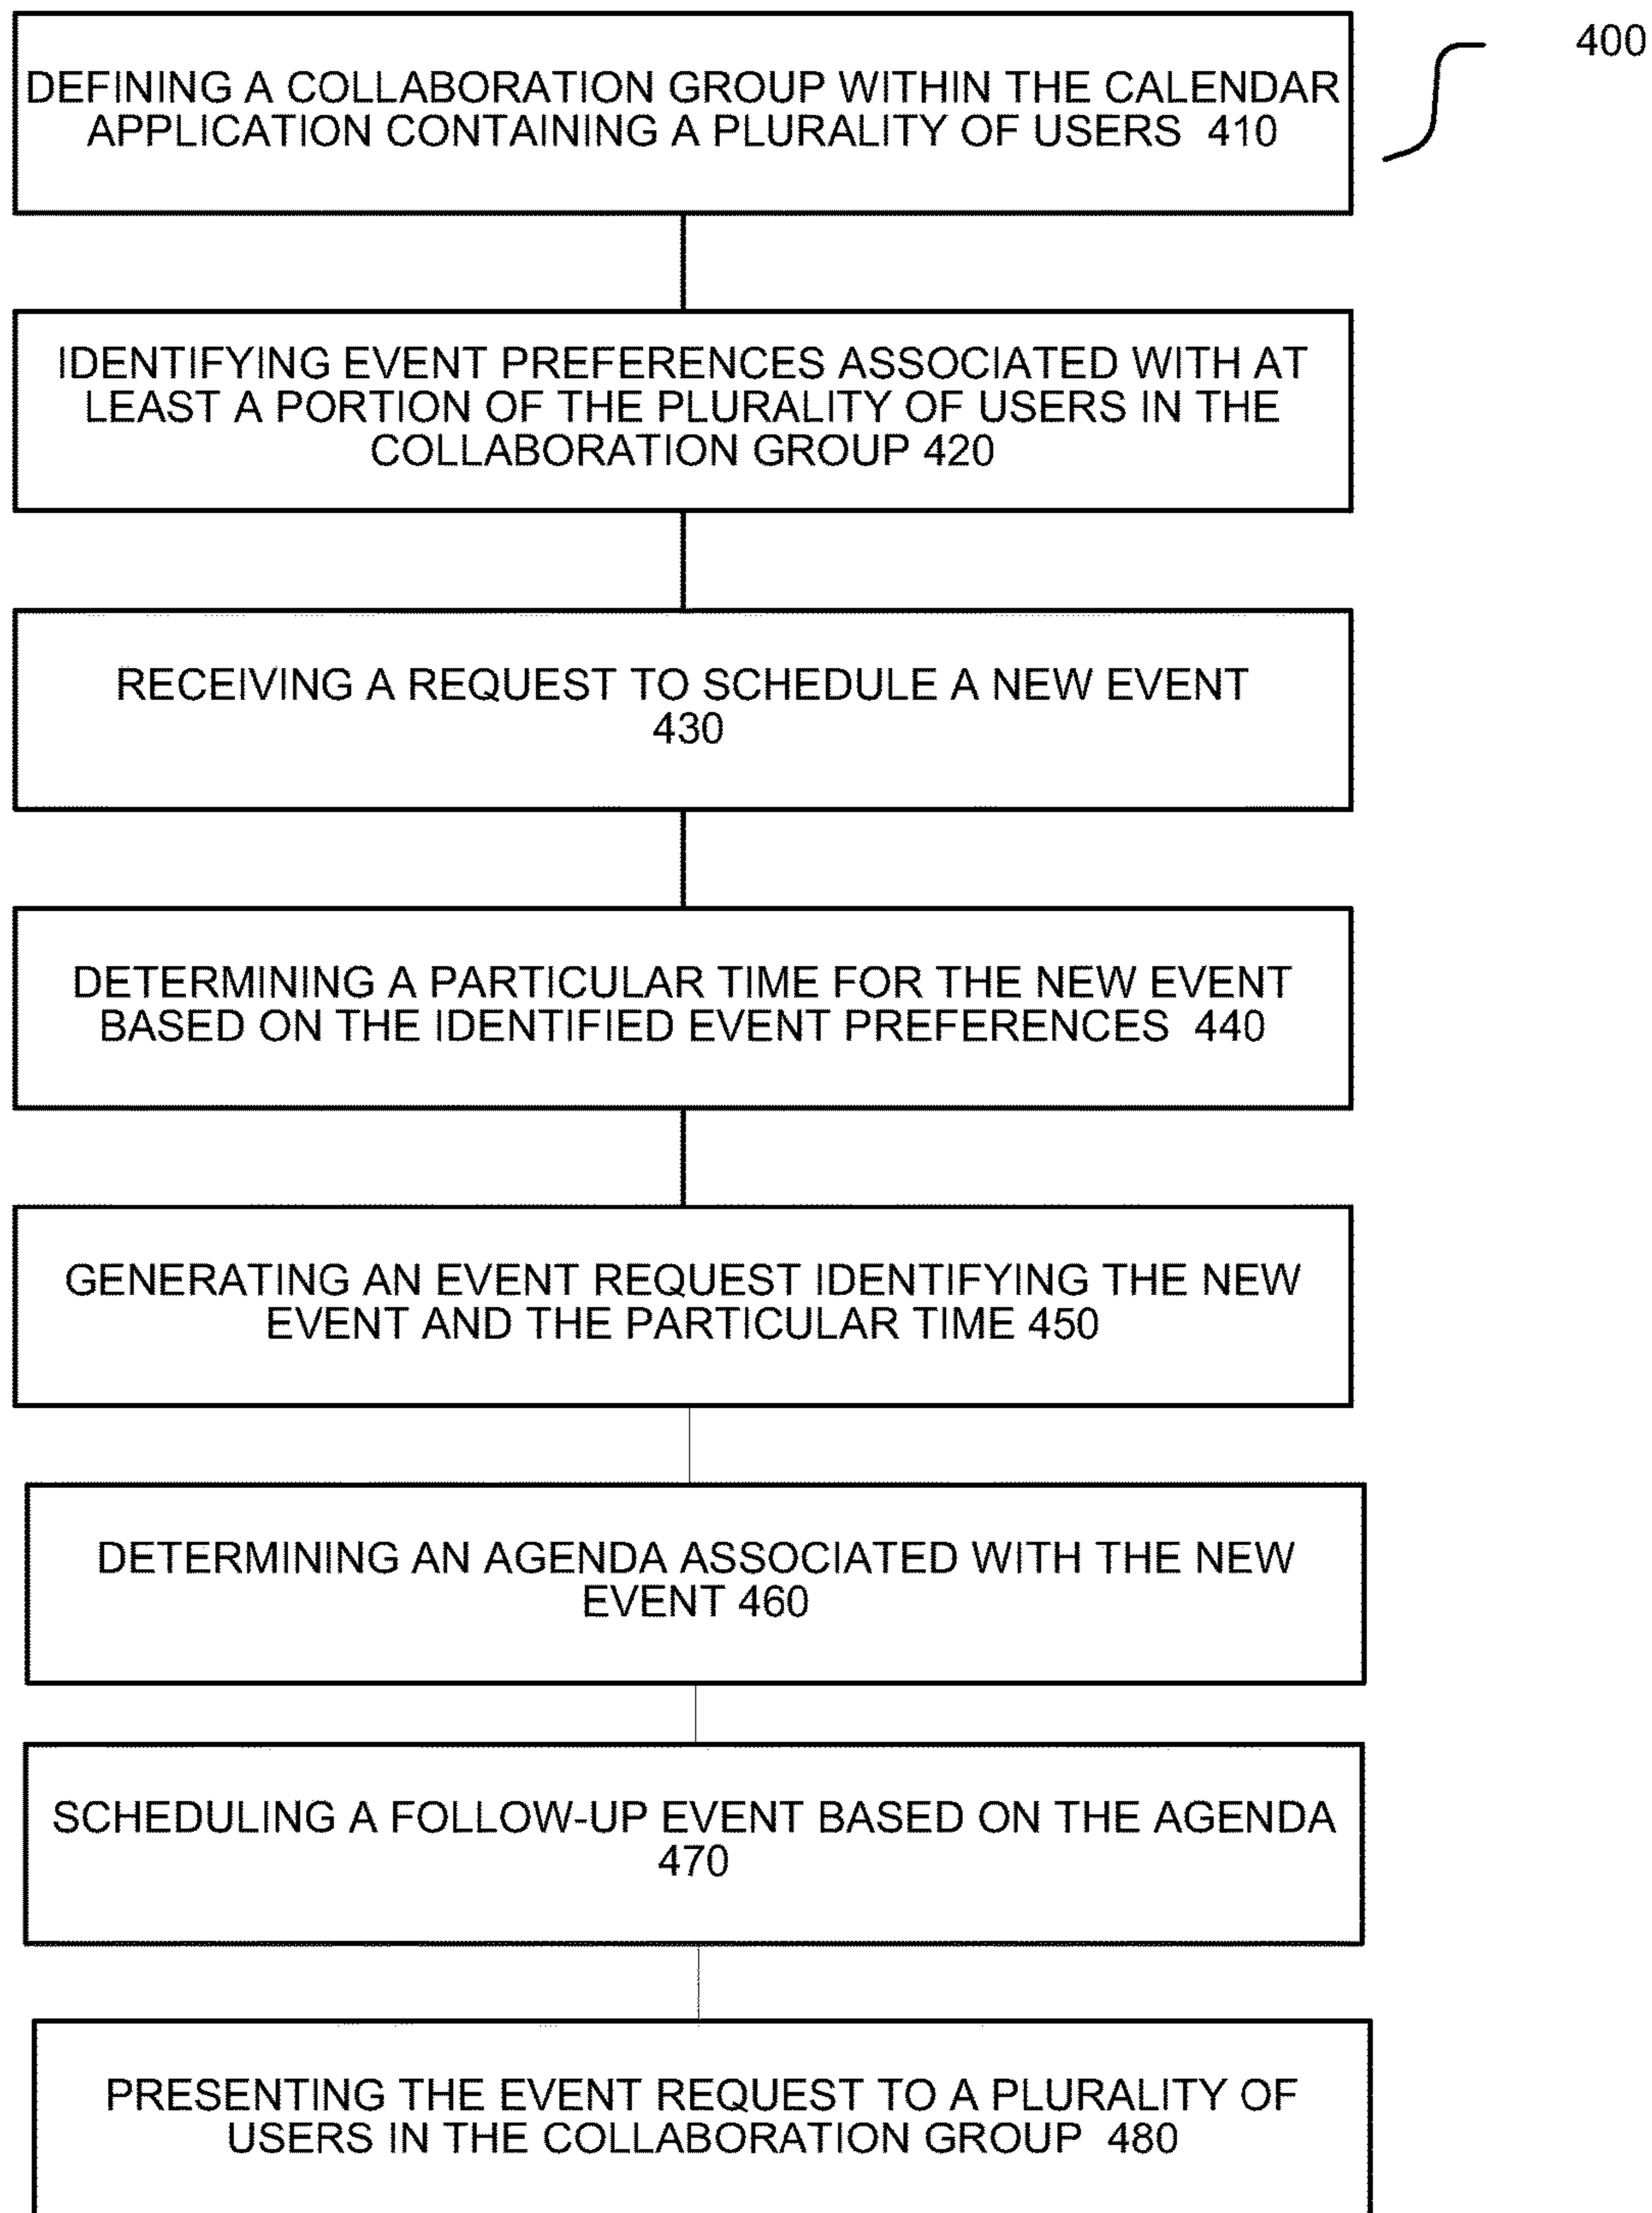 400
DEFINING A COLLABORATION GROUP WITHIN THE CALENDAR
APPLICATION CONTAINING A PLURALITY OF USERS 410
IDENTIFYING EVENT PREFERENCES ASSOCIATED WITH AT
LEAST A PORTION OF THE PLURALITY OF USERS IN THE
COLLABORATION GROUP 420
RECEIVING A REQUEST TO SCHEDULE A NEW EVENT
430
DETERMINING A PARTICULAR TIME FOR THE NEW EVENT
BASED ON THE IDENTIFIED EVENT PREFERENCES 440
GENERATING AN EVENT REQUEST IDENTIFYING THE NEW
EVENT AND THE PARTICULAR TIME 450
DETERMINING AN AGENDA ASSOCIATED WITH THE NEW
EVENT 460
SCHEDULING A FOLLOW-UP EVENT BASED ON THE AGENDA
470
PRESENTING THE EVENT REQUEST TO A PLURALITY OF
USERS IN THE COLLABORATION GROUP 480